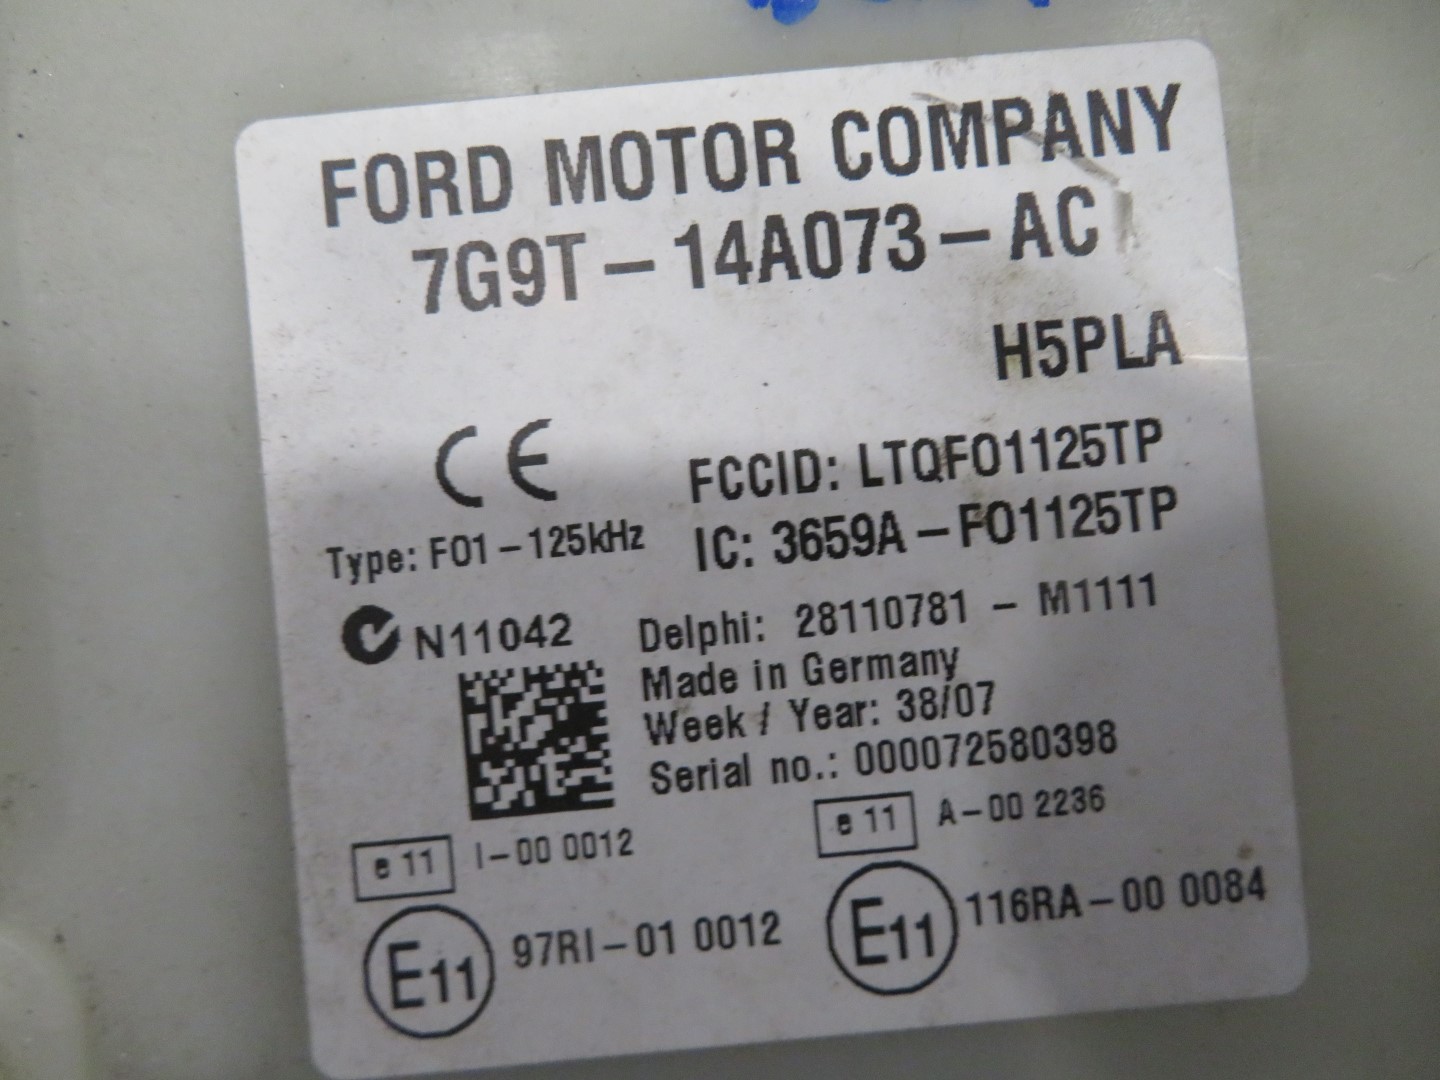 FORD MOTOR COMPANY
7G9T - 14A073 - AC
H5PLA
CE
FCCID: LTQFO1125TP
Type: FO1 - 125kHz
IC: 3659A - FO1125TP
N11042
Delphi: 28110781 - M1111
Made in Germany
Week / Year: 38/07
Serial no.: 000072580398
e 11 I-00 0012
e 11 A-00 2236
E11 97RI-01 0012
E11 116RA-00 0084